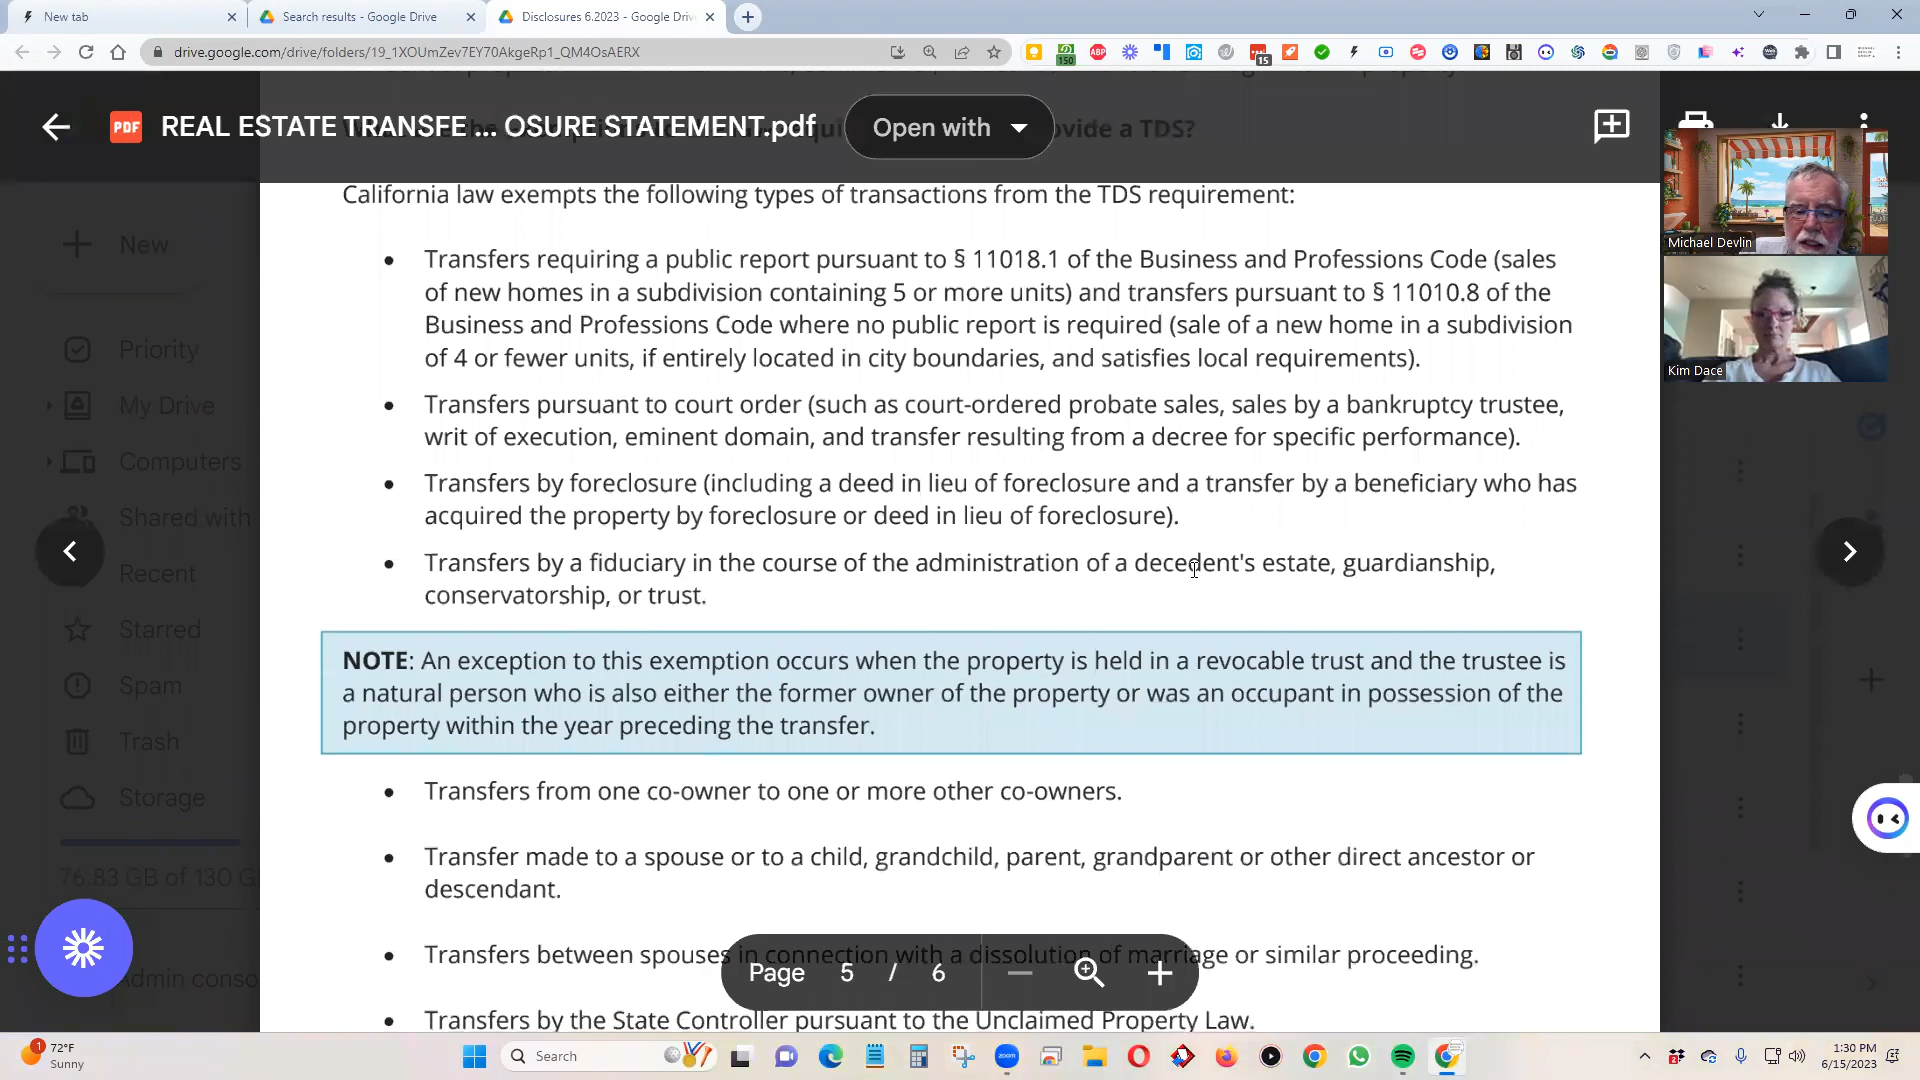 New tab
Search results - Google Drive
Disclosures 6.2023 - Google Driv
drive.google.com/drive/folders/19_1XOUmZev7EY70AkgeRp1_QM4OsAERX
150
ABP
15
PDF
REAL ESTATE TRANSFE ... OSURE STATEMENT.pdf
Open with
ovide a TDS?
California law exempts the following types of transactions from the TDS requirement:
• Transfers requiring a public report pursuant to § 11018.1 of the Business and Professions Code (sales
of new homes in a subdivision containing 5 or more units) and transfers pursuant to § 11010.8 of the
Business and Professions Code where no public report is required (sale of a new home in a subdivision
of 4 or fewer units, if entirely located in city boundaries, and satisfies local requirements).
• Transfers pursuant to court order (such as court-ordered probate sales, sales by a bankruptcy trustee,
writ of execution, eminent domain, and transfer resulting from a decree for specific performance).
• Transfers by foreclosure (including a deed in lieu of foreclosure and a transfer by a beneficiary who has
acquired the property by foreclosure or deed in lieu of foreclosure).
• Transfers by a fiduciary in the course of the administration of a decedent's estate, guardianship,
conservatorship, or trust.
NOTE: An exception to this exemption occurs when the property is held in a revocable trust and the trustee is
a natural person who is also either the former owner of the property or was an occupant in possession of the
property within the year preceding the transfer.
• Transfers from one co-owner to one or more other co-owners.
• Transfer made to a spouse or to a child, grandchild, parent, grandparent or other direct ancestor or
descendant.
• Transfers between spouses in connection with a dissolution of marriage or similar proceeding.
• Transfers by the State Controller pursuant to the Unclaimed Property Law.
Page 5 / 6
New
Priority
My Drive
Computers
Shared with
Recent
Starred
Spam
Trash
Storage
76.83 GB of 130 G
Admin conso
Michael Devlin
Kim Dace
1
72°F
Sunny
Search
zoom
2
1:30 PM
6/15/2023